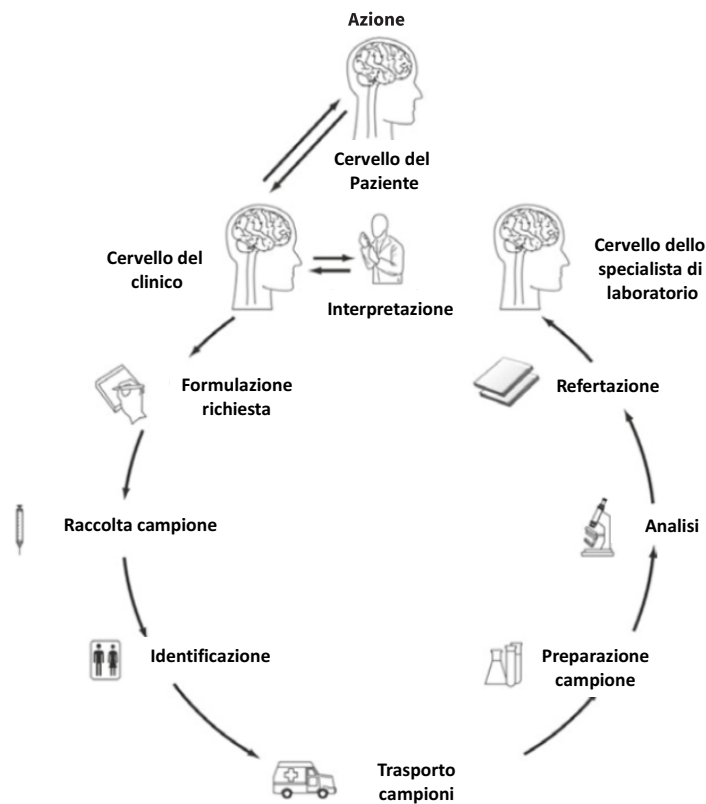 Azione
Cervello del
Paziente
Cervello del
clinico
Interpretazione
Cervello dello
specialista di
laboratorio
Formulazione
richiesta
Refertazione
Raccolta campione
Analisi
Identificazione
Preparazione
campione
Trasporto
campioni